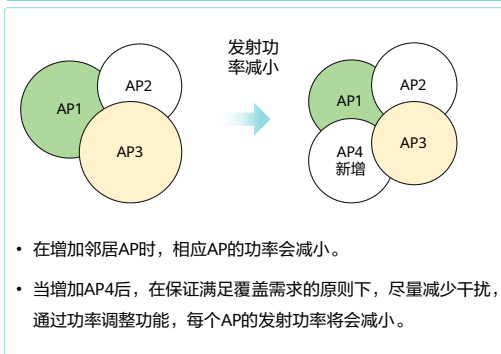 发射功
率减小
AP1
AP2
AP3
AP1
AP2
AP3
AP4
新增
• 在增加邻居AP时，相应AP的功率会减小。
• 当增加AP4后，在保证满足覆盖需求的原则下，尽量减少干扰，
通过功率调整功能，每个AP的发射功率将会减小。